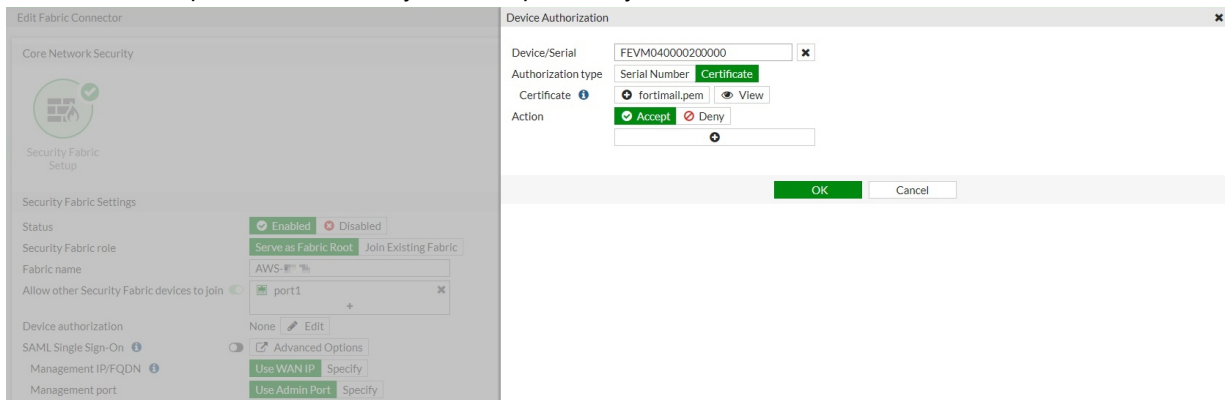 Edit Fabric Connector
Core Network Security
Security Fabric
Setup
Security Fabric Settings
Status Enabled Disabled
Security Fabric role Serve as Fabric Root Join Existing Fabric
Fabric name AWS-
Allow other Security Fabric devices to join port1
+
Device authorization None Edit
SAML Single Sign-On Advanced Options
Management IP/FQDN Use WAN IP Specify
Management port Use Admin Port Specify
Device Authorization
Device/Serial FEVM040000200000
Authorization type Serial Number Certificate
Certificate fortimail.pem View
Action Accept Deny
OK Cancel